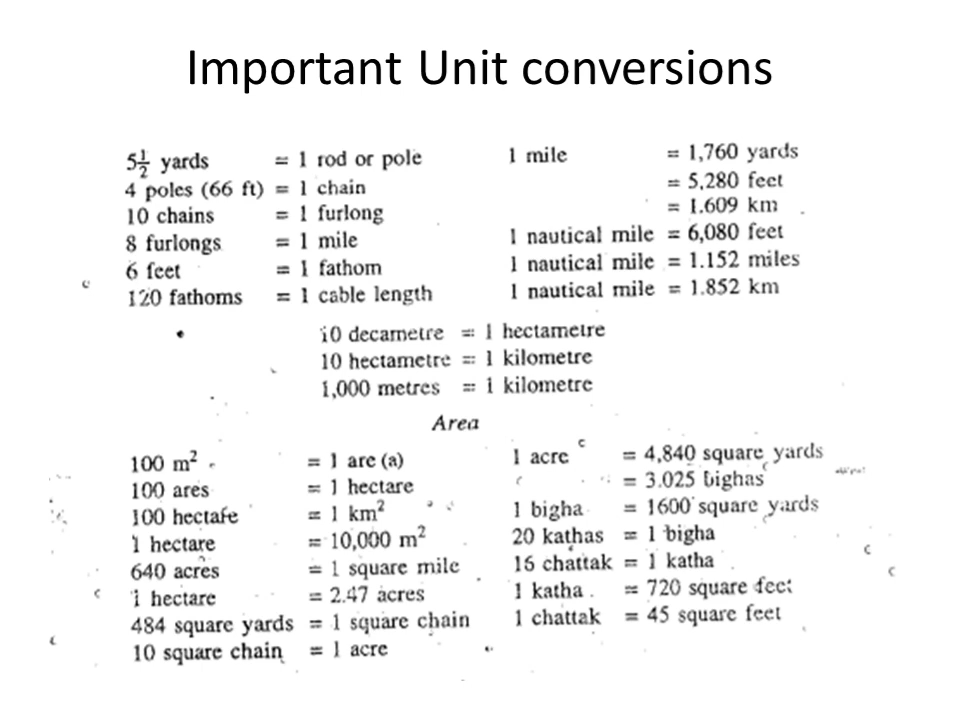 Important Unit conversions
5½ yards = 1 rod or pole
4 poles (66 ft) = 1 chain
10 chains = 1 furlong
8 furlongs = 1 mile
6 feet = 1 fathom
120 fathoms = 1 cable length
1 mile = 1,760 yards
= 5,280 feet
= 1.609 km
1 nautical mile = 6,080 feet
1 nautical mile = 1.152 miles
1 nautical mile = 1.852 km
10 decametre = 1 hectametre
10 hectametre = 1 kilometre
1,000 metres = 1 kilometre
Area
100 m² = 1 are (a)
100 ares = 1 hectare
100 hectare = 1 km²
1 hectare = 10,000 m²
640 acres = 1 square mile
1 hectare = 2.47 acres
484 square yards = 1 square chain
10 square chain = 1 acre
1 acre = 4,840 square yards
= 3.025 bighas
1 bigha = 1600 square yards
20 kathas = 1 bigha
16 chattak = 1 katha
1 katha = 720 square feet
1 chattak = 45 square feet